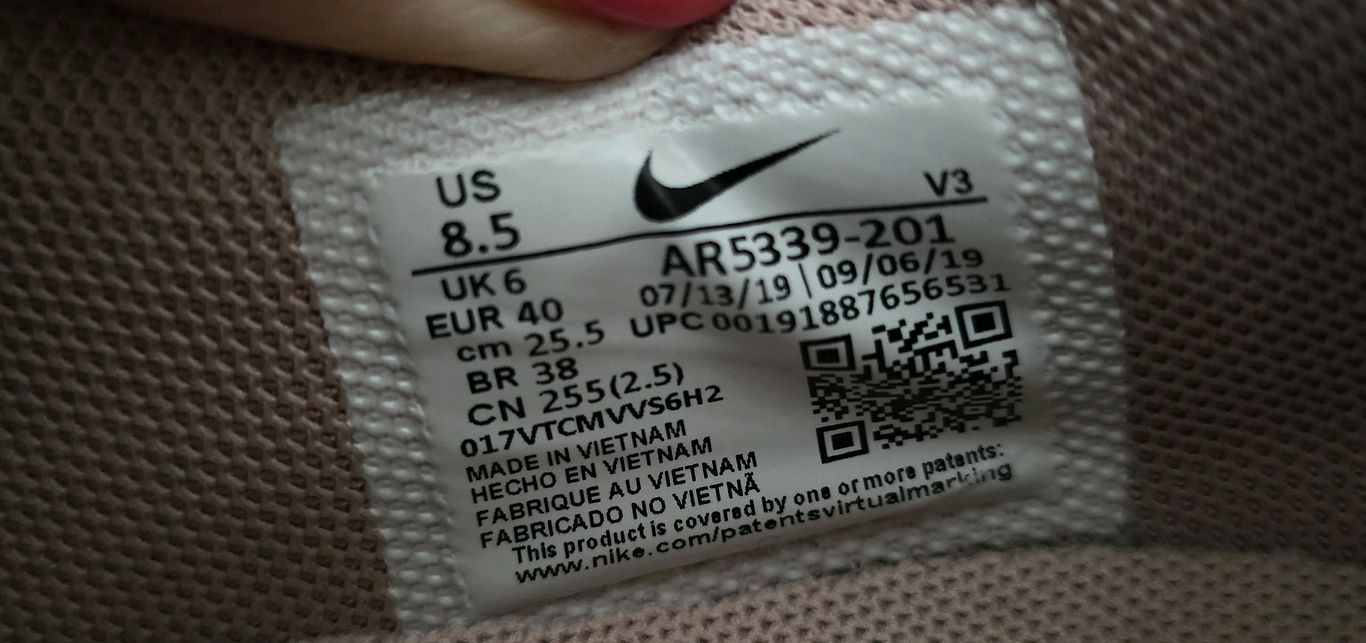 US
8.5
V3
UK 6
EUR 40
cm 25.5
BR 38
CN 255(2.5)
AR5339-201
07/13/19 | 09/06/19
UPC 00191887656531
017VTCMVVS6H2
MADE IN VIETNAM
HECHO EN VIETNAM
FABRIQUE AU VIETNAM
FABRICADO NO VIETNÃ
This product is covered by one or more patents:
www.nike.com/patentsvirtualmarking